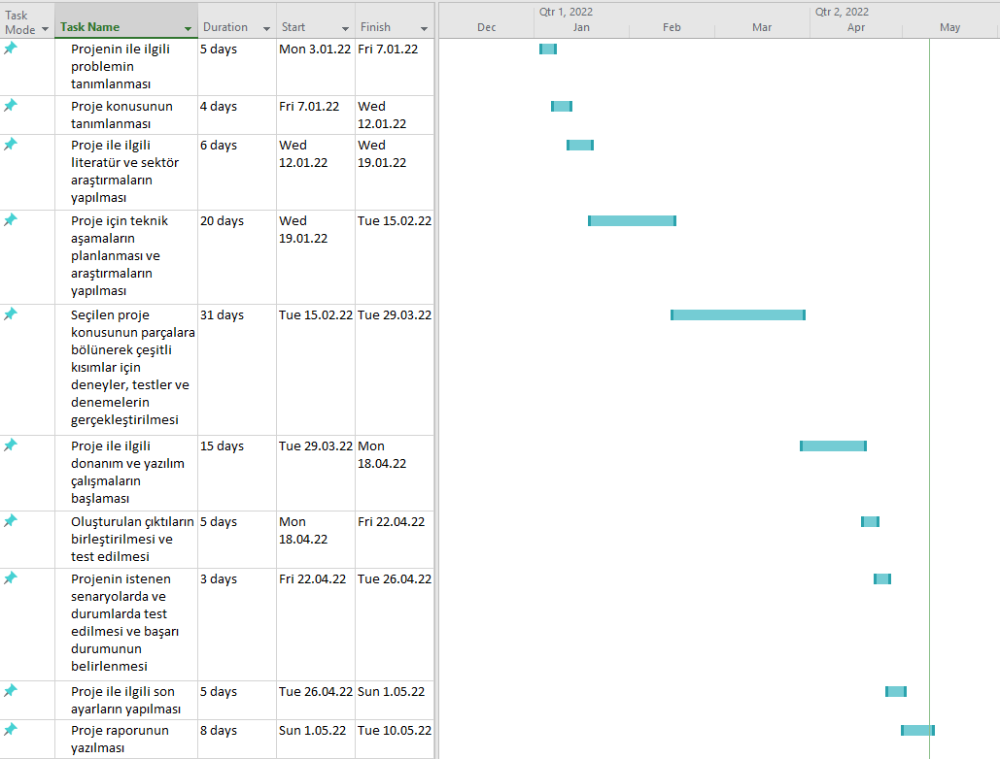 Task Mode Task Name Duration Start Finish
Qtr 1, 2022 Qtr 2, 2022
Dec Jan Feb Mar Apr May
Projenin ile ilgili 5 days Mon 3.01.22 Fri 7.01.22
problemin
tanımlanması
Proje konusunun 4 days Fri 7.01.22 Wed
tanımlanması 12.01.22
Proje ile ilgili 6 days Wed Wed
literatür ve sektör 12.01.22 19.01.22
araştırmaların
yapılması
Proje için teknik 20 days Wed Tue 15.02.22
aşamaların 19.01.22
planlanması ve
araştırmaların
yapılması
Seçilen proje 31 days Tue 15.02.22 Tue 29.03.22
konusunun parçalara
bölünerek çeşitli
kısımlar için
deneyler, testler ve
denemelerin
gerçekleştirilmesi
Proje ile ilgili 15 days Tue 29.03.22 Mon
donanım ve yazılım 18.04.22
çalışmaların
başlaması
Oluşturulan çıktıların 5 days Mon Fri 22.04.22
birleştirilmesi ve 18.04.22
test edilmesi
Projenin istenen 3 days Fri 22.04.22 Tue 26.04.22
senaryolarda ve
durumlarda test
edilmesi ve başarı
durumunun
belirlenmesi
Proje ile ilgili son 5 days Tue 26.04.22 Sun 1.05.22
ayarların yapılması
Proje raporunun 8 days Sun 1.05.22 Tue 10.05.22
yazılması